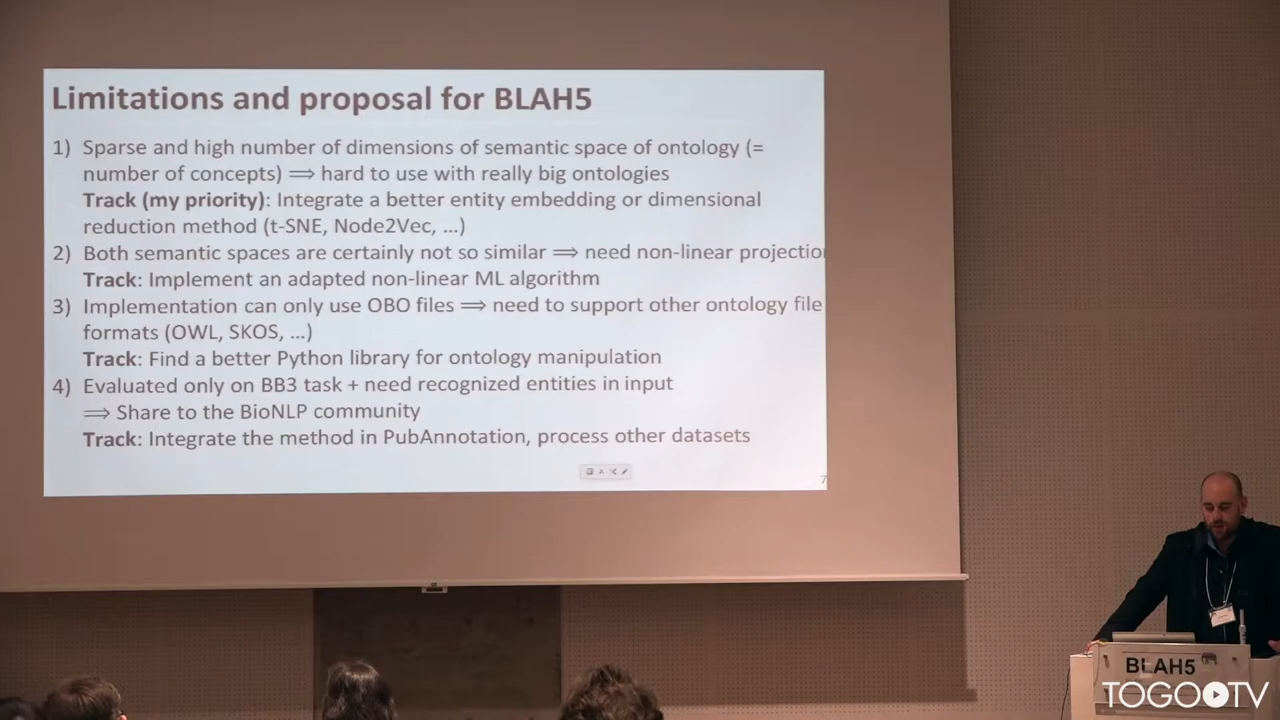 Limitations and proposal for BLAH5
1) Sparse and high number of dimensions of semantic space of ontology (=
number of concepts) ⟹ hard to use with really big ontologies
Track (my priority): Integrate a better entity embedding or dimensional
reduction method (t-SNE, Node2Vec, ...)
2) Both semantic spaces are certainly not so similar ⟹ need non-linear projection
Track: Implement an adapted non-linear ML algorithm
3) Implementation can only use OBO files ⟹ need to support other ontology file
formats (OWL, SKOS, ...)
Track: Find a better Python library for ontology manipulation
4) Evaluated only on BB3 task + need recognized entities in input
⟹ Share to the BioNLP community
Track: Integrate the method in PubAnnotation, process other datasets
7
BLAH5
TOGOTV